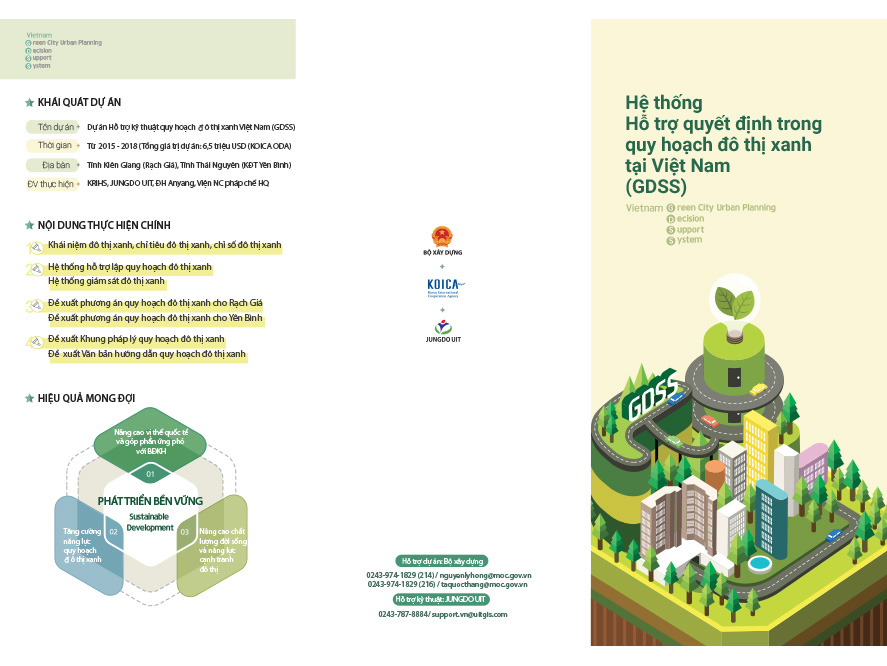 Vietnam
Green City Urban Planning
Decision
Support
System
KHÁI QUÁT DỰ ÁN
Tên dự án
Dự án Hỗ trợ kỹ thuật quy hoạch đô thị xanh Việt Nam (GDSS)
Thời gian
Từ 2015 - 2018 (Tổng giá trị dự án: 6,5 triệu USD (KOICA ODA)
Địa bàn
Tỉnh Kiên Giang (Rạch Giá), Tỉnh Thái Nguyên (KĐT Yên Bình)
ĐV thực hiện
KRIHS, JUNGDO UIT, ĐH Anyang, Viện NC pháp chế HQ
NỘI DUNG THỰC HIỆN CHÍNH
1 Khái niệm đô thị xanh, chỉ tiêu đô thị xanh, chỉ số đô thị xanh
2 Hệ thống hỗ trợ lập quy hoạch đô thị xanh
Hệ thống giám sát đô thị xanh
3 Đề xuất phương án quy hoạch đô thị xanh cho Rạch Giá
Đề xuất phương án quy hoạch đô thị xanh cho Yên Bình
4 Đề xuất Khung pháp lý quy hoạch đô thị xanh
Đề xuất Văn bản hướng dẫn quy hoạch đô thị xanh
HIỆU QUẢ MONG ĐỢI
Nâng cao vị thế quốc tế
và góp phần ứng phó
với BĐKH
01
PHÁT TRIỂN BỀN VỮNG
Sustainable
Development
Tăng cường
năng lực
quy hoạch
đô thị xanh
02
03
Nâng cao chất
lượng đời sống
và năng lực
cạnh tranh
đô thị
BỘ XÂY DỰNG
+
KOICA
Korea International
Cooperation Agency
+
JUNGDO UIT
Hỗ trợ dự án: Bộ xây dựng
0243-974-1829 (214) / nguyenlyhong@moc.gov.vn
0243-974-1829 (216) / taquocthang@moc.gov.vn
Hỗ trợ kỹ thuật: JUNGDO UIT
0243-787-8884/ support.vn@uitgis.com
Hệ thống
Hỗ trợ quyết định trong
quy hoạch đô thị xanh
tại Việt Nam
(GDSS)
Vietnam Green City Urban Planning
Decision
Support
System
GDSS